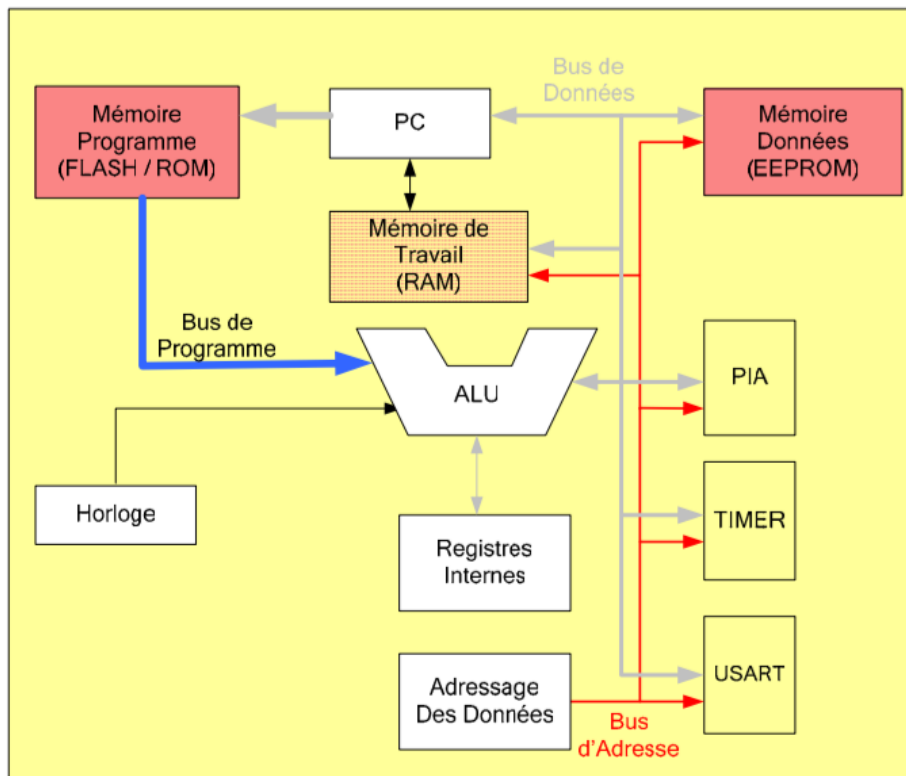 Bus de
Données
Mémoire
Programme
(FLASH / ROM)
PC
Mémoire
Données
(EEPROM)
Mémoire de
Travail
(RAM)
Bus de
Programme
ALU
PIA
Horloge
Registres
Internes
TIMER
Adressage
Des Données
USART
Bus
d'Adresse